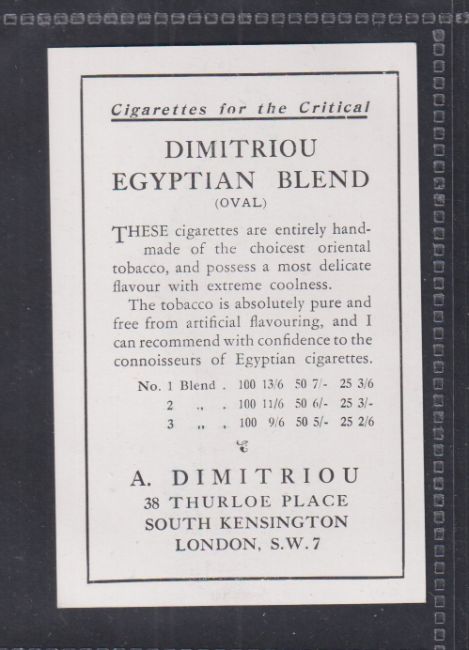 Cigarettes for the Critical
DIMITRIOU
EGYPTIAN BLEND
(OVAL)
THESE cigarettes are entirely hand-
made of the choicest oriental
tobacco, and possess a most delicate
flavour with extreme coolness.
The tobacco is absolutely pure and
free from artificial flavouring, and I
can recommend with confidence to the
connoisseurs of Egyptian cigarettes.
No. 1 Blend . 100 13/6 50 7/- 25 3/6
2 ,, . 100 11/6 50 6/- 25 3/-
3 ,, . 100 9/6 50 5/- 25 2/6
A. DIMITRIOU
38 THURLOE PLACE
SOUTH KENSINGTON
LONDON, S.W. 7